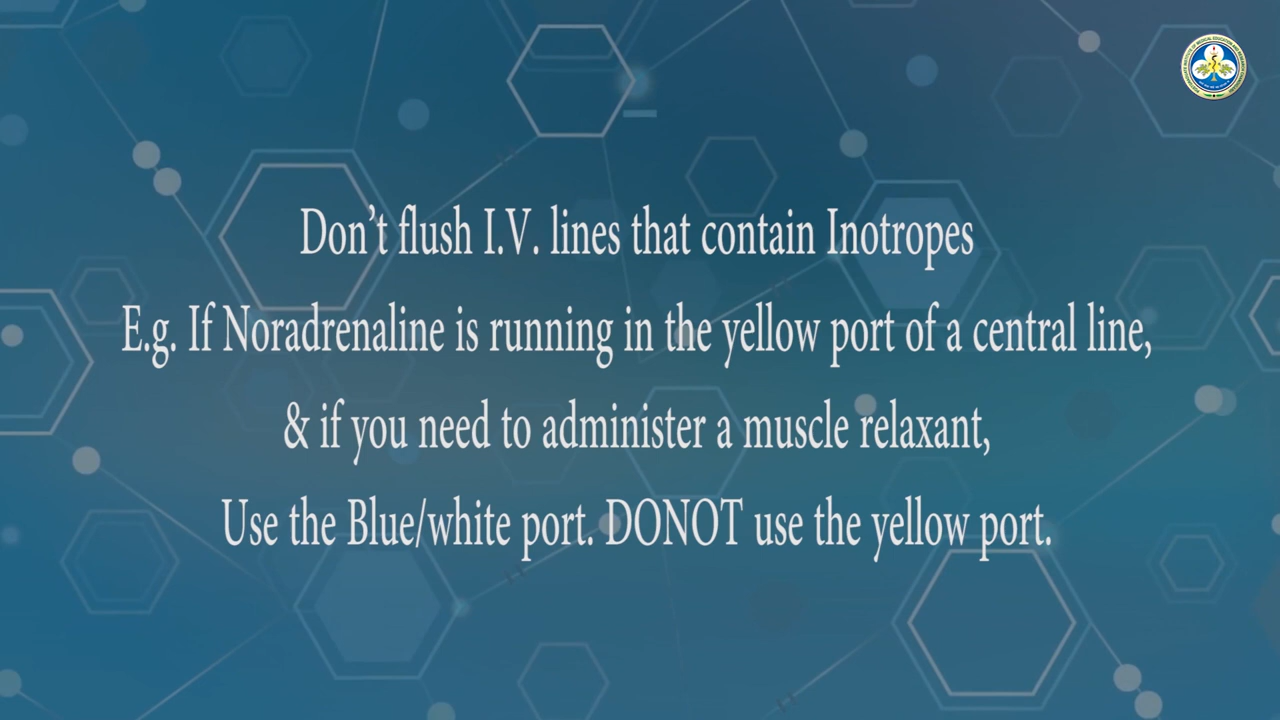 Don’t flush I.V. lines that contain Inotropes
E.g. If Noradrenaline is running in the yellow port of a central line,
& if you need to administer a muscle relaxant,
Use the Blue/white port. DONOT use the yellow port.